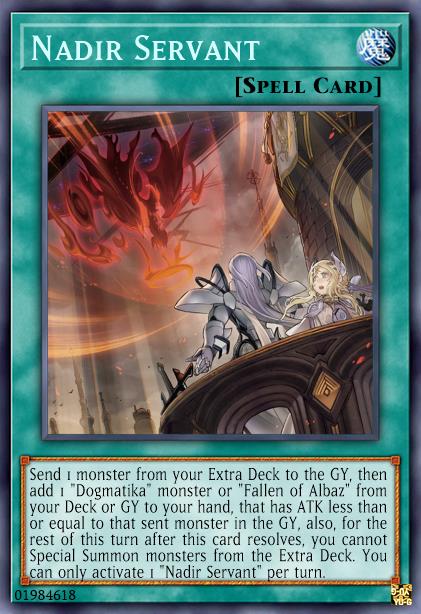 Nadir Servant
魔
[Spell Card]
Send 1 monster from your Extra Deck to the GY, then
add 1 "Dogmatika" monster or "Fallen of Albaz" from
your Deck or GY to your hand, that has ATK less than
or equal to that sent monster in the GY, also, for the
rest of this turn after this card resolves, you cannot
Special Summon monsters from the Extra Deck. You
can only activate 1 "Nadir Servant" per turn.
01984618